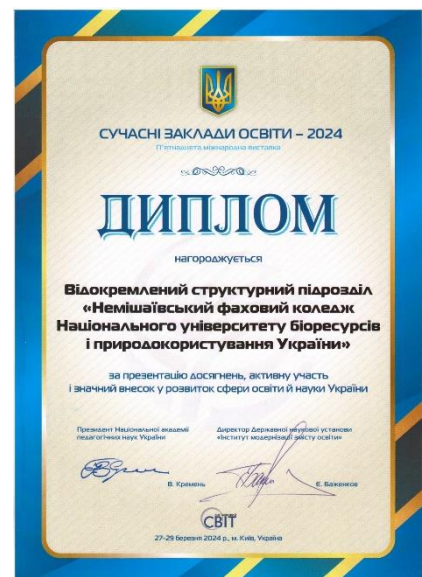 СУЧАСНІ ЗАКЛАДИ ОСВІТИ – 2024
П'ятнадцята міжнародна виставка
ДИПЛОМ
нагороджується
Відокремлений структурний підрозділ
«Немішаївський фаховий коледж
Національного університету біоресурсів
і природокористування України»
за презентацію досягнень, активну участь
і значний внесок у розвиток сфери освіти й науки України
Президент Національної академії
педагогічних наук України
В. Кремень
Директор Державної наукової установи
«Інститут модернізації змісту освіти»
Є. Баженков
СВІТ
27-29 березня 2024 р., м. Київ, Україна